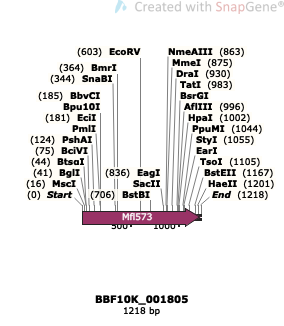 Created with SnapGene®
(603) EcoRV NmeAIII (863)
(364) BmrI MmeI (875)
(344) SnaBI DraI (930)
TatI (983)
(185) BbvCI BsrGI
Bpu10I AflIII (996)
(181) EciI HpaI (1002)
PmlI PpuMI (1044)
(124) PshAI StyI (1055)
(75) BciVI EarI
(44) BtsαI TsoI (1105)
(41) BglI (836) EagI BstEII (1167)
(16) MscI SacII HaeII (1201)
(0) Start (706) BstBI End (1218)
Mfl573
500 1000
BBF10K_001805
1218 bp